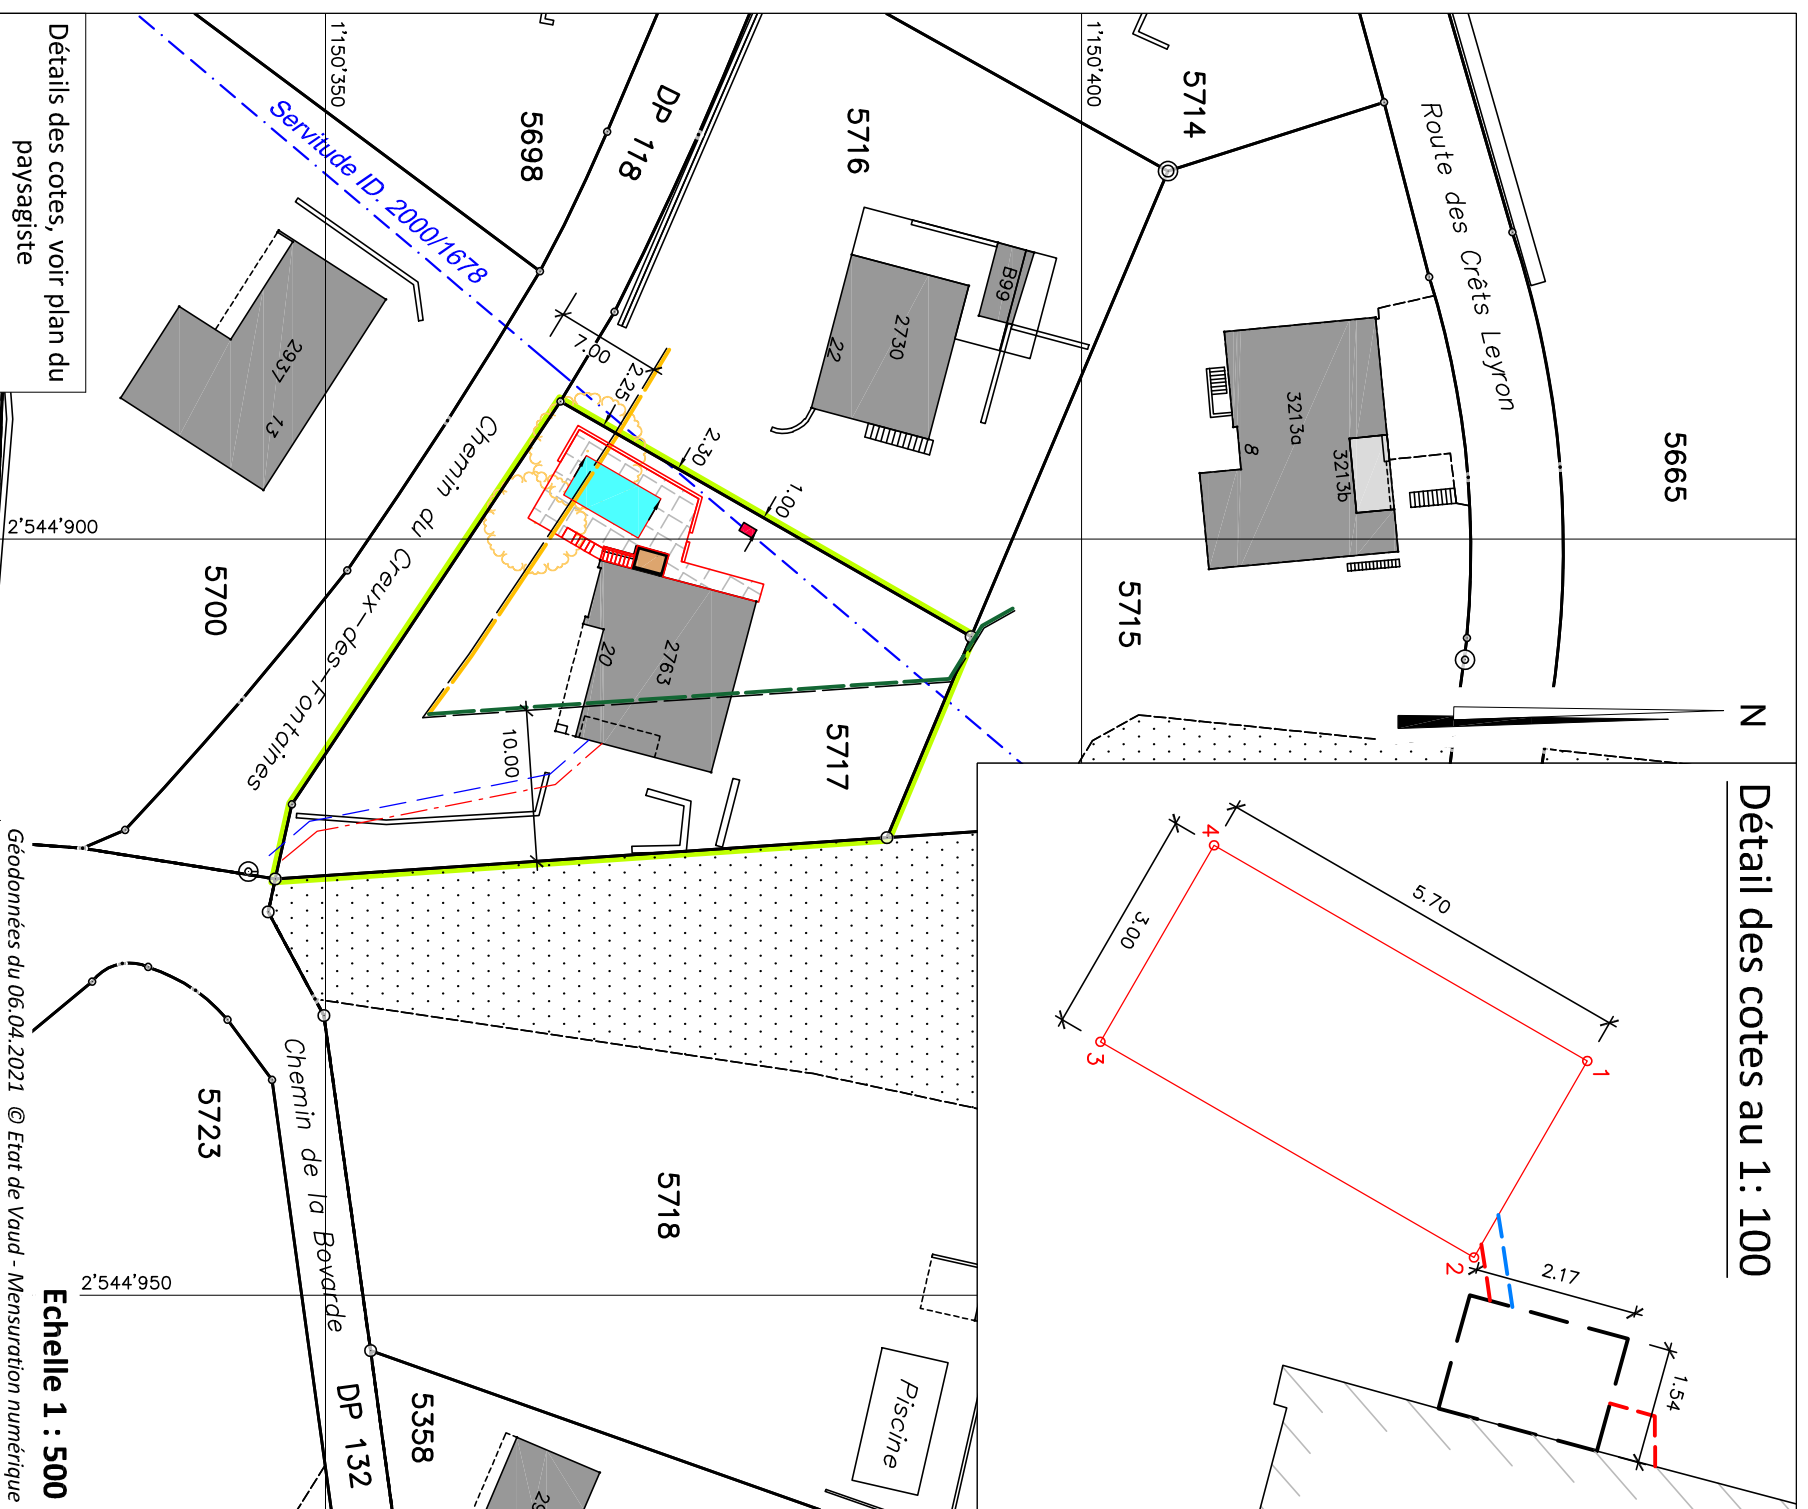 Détail des cotes au 1: 100
N
5665
Route des Crêts Leyron
5714
1'150'400
5716
5715
3213a
3213b
8
B99
2730
22
DP 118
5698
1'150'350
Servitude ID. 2000/1678
2937
13
7.00
2.25
2.30
1.00
Chemin du Creux-des-Fontaines
2'544'900
5700
2763
20
5717
10.00
4
1
3
2
5.70
3.00
2.17
1.54
5718
5723
Chemin de la Bovarde
DP 132
5358
Piscine
2'544'950
Détails des cotes, voir plan du
paysagiste
Echelle 1 : 500
Géodonnées du 06.04.2021 © Etat de Vaud - Mensuration numérique